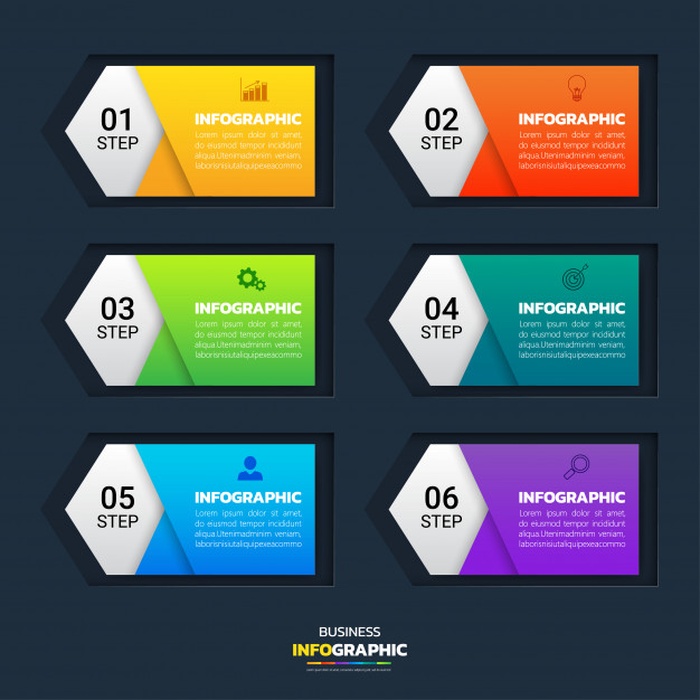 01
STEP
INFOGRAPHIC
Lorem ipsum dolor sit amet,
do eiusmod tempor incididunt
aliqua.Utenimadminim veniam,
laborisnisiutaliquipexeacommo
02
STEP
INFOGRAPHIC
Lorem ipsum dolor sit amet,
do eiusmod tempor incididunt
aliqua.Utenimadminim veniam,
laborisnisiutaliquipexeacommo
03
STEP
INFOGRAPHIC
Lorem ipsum dolor sit amet,
do eiusmod tempor incididunt
aliqua.Utenimadminim veniam,
laborisnisiutaliquipexeacommo
04
STEP
INFOGRAPHIC
Lorem ipsum dolor sit amet,
do eiusmod tempor incididunt
aliqua.Utenimadminim veniam,
laborisnisiutaliquipexeacommo
05
STEP
INFOGRAPHIC
Lorem ipsum dolor sit amet,
do eiusmod tempor incididunt
aliqua.Utenimadminim veniam,
laborisnisiutaliquipexeacommo
06
STEP
INFOGRAPHIC
Lorem ipsum dolor sit amet,
do eiusmod tempor incididunt
aliqua.Utenimadminim veniam,
laborisnisiutaliquipexeacommo
BUSINESS
INFOGRAPHIC